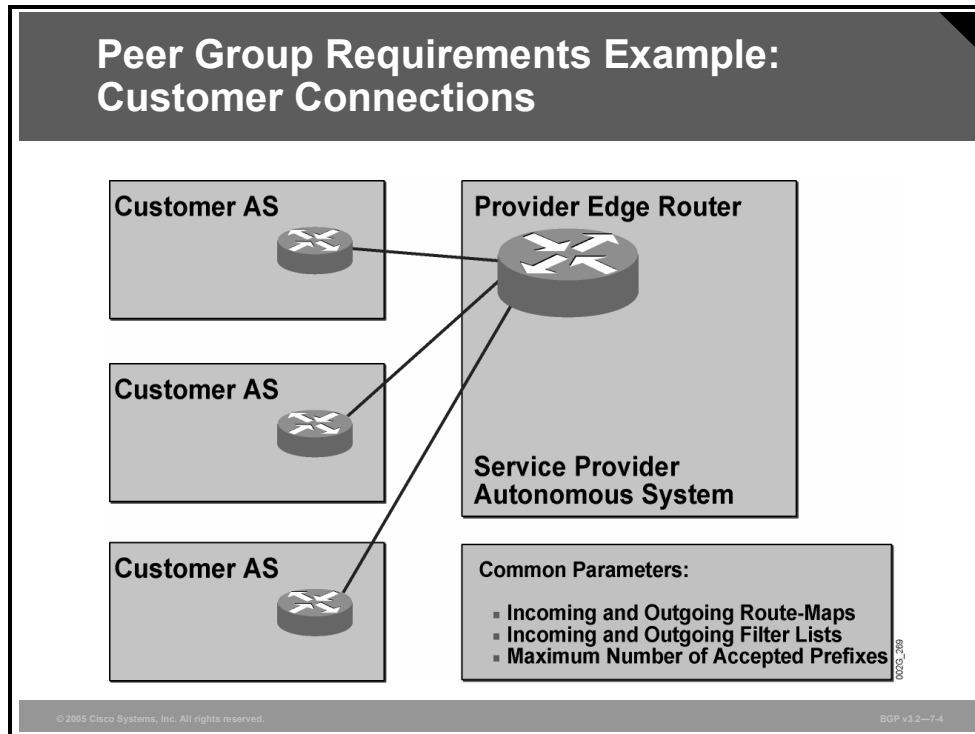 Peer Group Requirements Example:
Customer Connections
Customer AS
Provider Edge Router
Customer AS
Service Provider
Autonomous System
Customer AS
Common Parameters:
Incoming and Outgoing Route-Maps
Incoming and Outgoing Filter Lists
Maximum Number of Accepted Prefixes
002G_269
© 2005 Cisco Systems, Inc. All rights reserved.
BGP v3.2—7-4